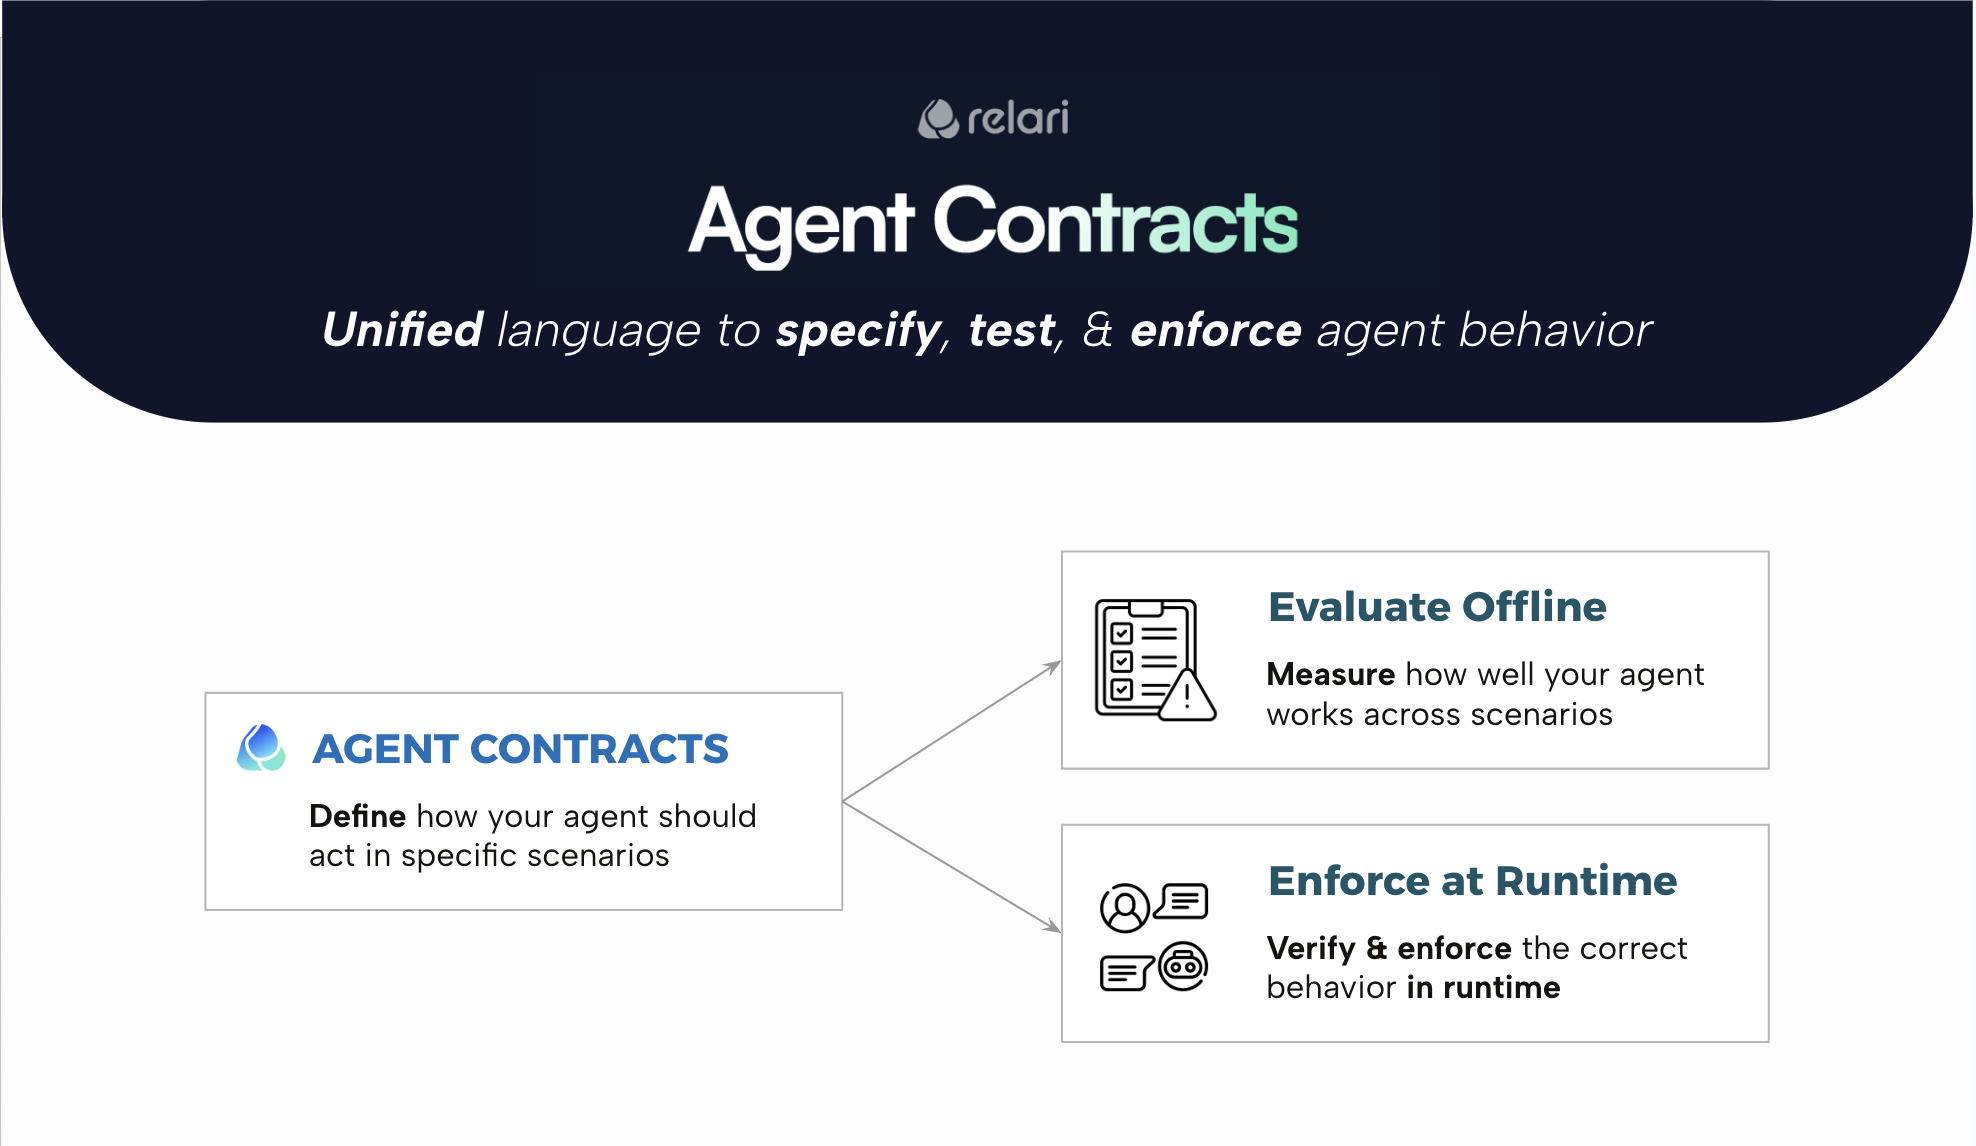 relari
Agent Contracts
Unified language to specify, test, & enforce agent behavior
AGENT CONTRACTS
Define how your agent should
act in specific scenarios
Evaluate Offline
Measure how well your agent
works across scenarios
Enforce at Runtime
Verify & enforce the correct
behavior in runtime